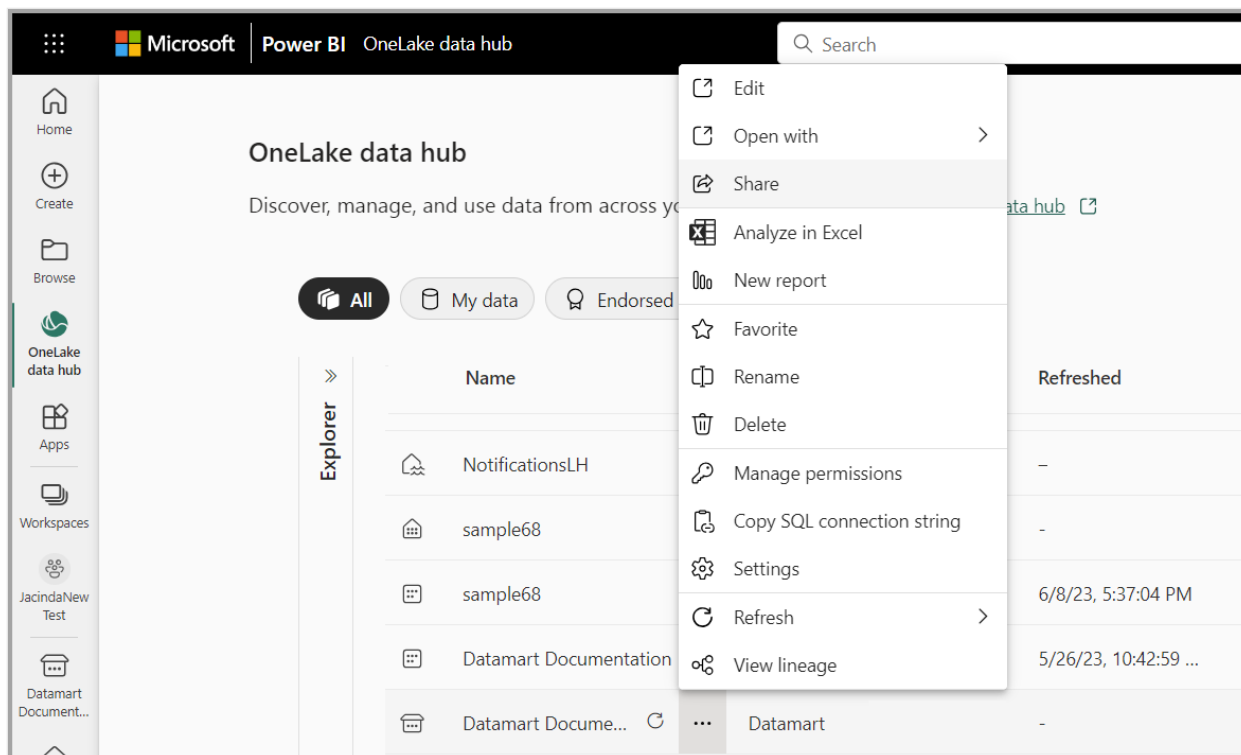 Microsoft Power BI OneLake data hub
Search
Home
Create
Browse
OneLake
data hub
Apps
Workspaces
JacindaNew
Test
Datamart
Document...
OneLake data hub
Discover, manage, and use data from across
ata hub
All
My data
Endorsed
Explorer
Name
Refreshed
NotificationsLH
–
sample68
-
sample68
6/8/23, 5:37:04 PM
Datamart Documentation
5/26/23, 10:42:59 ...
Datamart Docume...
...
Datamart
-
Edit
Open with
Share
Analyze in Excel
New report
Favorite
Rename
Delete
Manage permissions
Copy SQL connection string
Settings
Refresh
View lineage